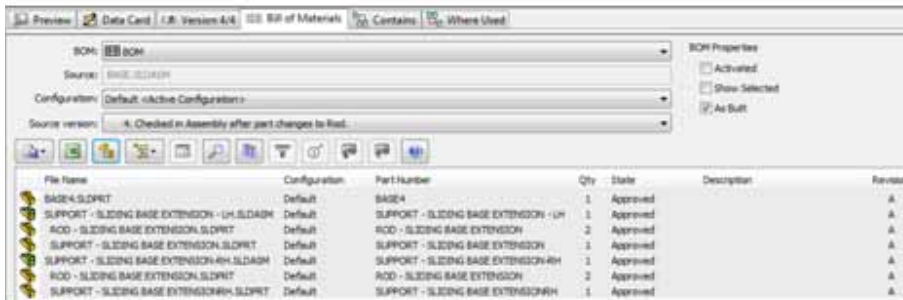 Preview Data Card Version 4/4 Bill of Materials Contains Where Used
BOM: BOM
BOM Properties
Source: BASE.SLDASM
Activated
Show Selected
Configuration: Default <Active Configuration>
As Built
Source version: 4. Checked in Assembly after part changes to Rod.
File Name Configuration Part Number Qty State Description Revision
BASE4.SLDPRT Default BASE4 1 Approved A
SUPPORT - SLIDING BASE EXTENSION - LH.SLDASM Default SUPPORT - SLIDING BASE EXTENSION - LH 1 Approved A
ROD - SLIDING BASE EXTENSION.SLDPRT Default ROD - SLIDING BASE EXTENSION 2 Approved A
SUPPORT - SLIDING BASE EXTENSION.SLDPRT Default SUPPORT - SLIDING BASE EXTENSION 1 Approved A
SUPPORT - SLIDING BASE EXTENSION-RH.SLDASM Default SUPPORT - SLIDING BASE EXTENSION-RH 1 Approved A
ROD - SLIDING BASE EXTENSION.SLDPRT Default ROD - SLIDING BASE EXTENSION 2 Approved A
SUPPORT - SLIDING BASE EXTENSIONRH.SLDPRT Default SUPPORT - SLIDING BASE EXTENSIONRH 1 Approved A